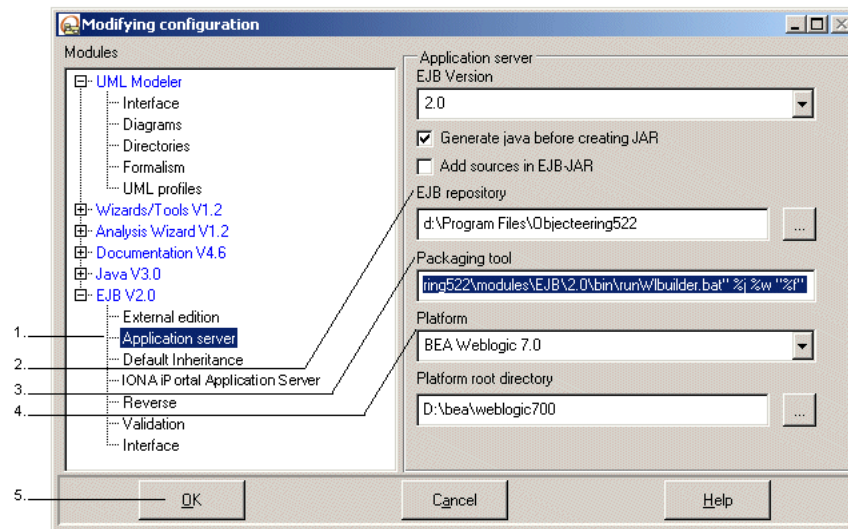 Modifying configuration
Modules
UML Modeler
Interface
Diagrams
Directories
Formalism
UML profiles
Wizards/Tools V1.2
Analysis Wizard V1.2
Documentation V4.6
Java V3.0
EJB V2.0
External edition
1. Application server
2. Default Inheritance
3. IONA iPortal Application Server
4. Reverse
Validation
Interface
Application server
EJB Version
2.0
Generate java before creating JAR
Add sources in EJB-JAR
EJB repository
d:\Program Files\Objecteering522 ...
Packaging tool
ring522\modules\EJB\2.0\bin\runWlbuilder.bat" %j %w "%f"
Platform
BEA Weblogic 7.0
Platform root directory
D:\bea\weblogic700 ...
5. OK Cancel Help